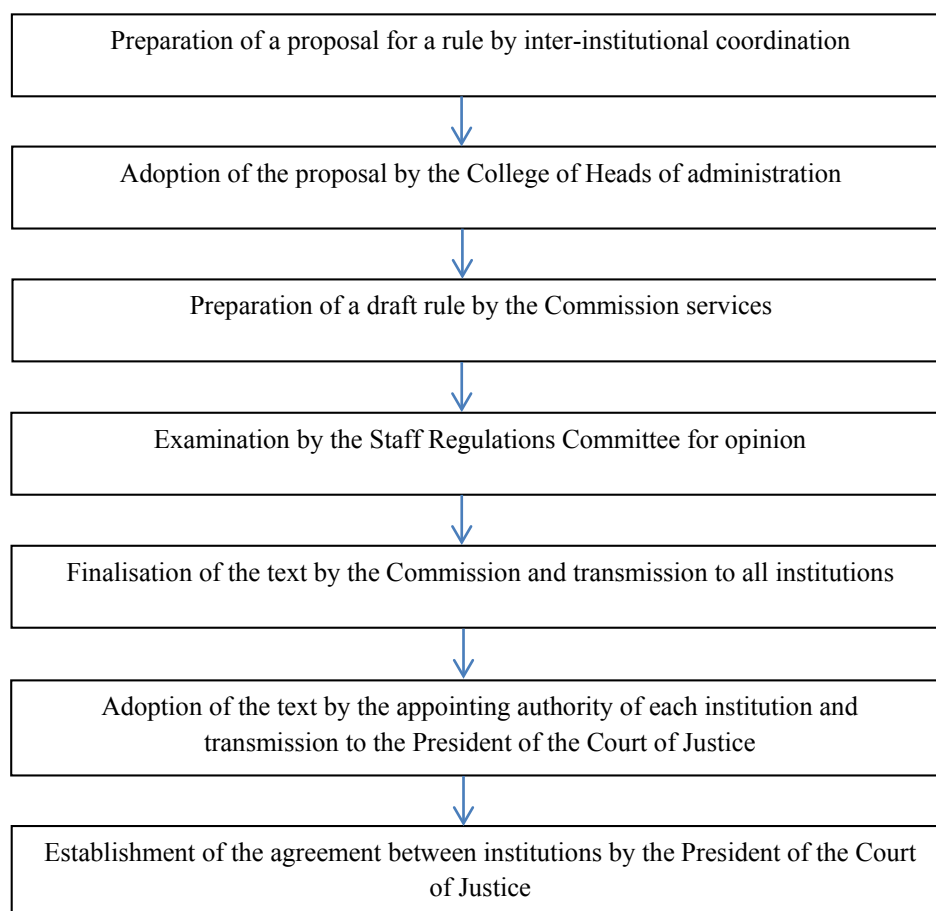 Preparation of a proposal for a rule by inter-institutional coordination
Adoption of the proposal by the College of Heads of administration
Preparation of a draft rule by the Commission services
Examination by the Staff Regulations Committee for opinion
Finalisation of the text by the Commission and transmission to all institutions
Adoption of the text by the appointing authority of each institution and
transmission to the President of the Court of Justice
Establishment of the agreement between institutions by the President of the Court
of Justice